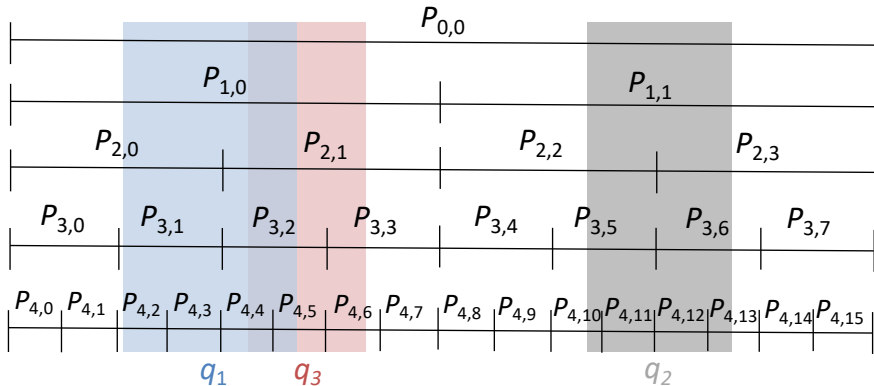 P0,0
P1,0 P1,1
P2,0 P2,1 P2,2 P2,3
P3,0 P3,1 P3,2 P3,3 P3,4 P3,5 P3,6 P3,7
P4,0 P4,1 P4,2 P4,3 P4,4 P4,5 P4,6 P4,7 P4,8 P4,9 P4,10 P4,11 P4,12 P4,13 P4,14 P4,15
q1 q3 q2